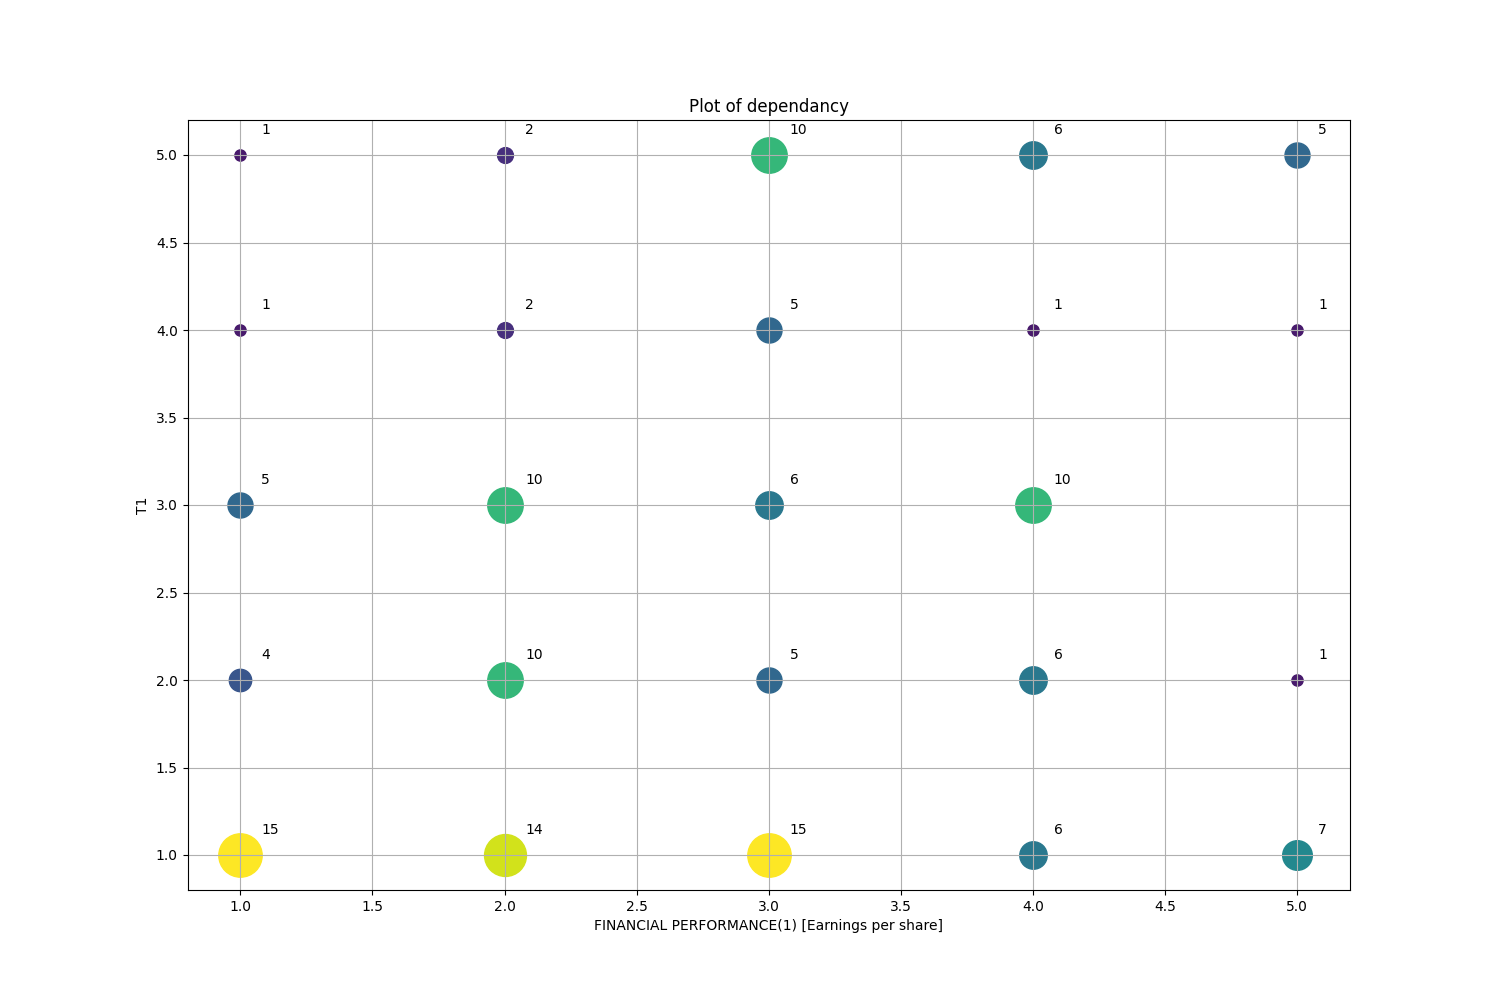 Plot of dependancy
1 2 10 6 5
5.0
1 2 5 1 1
4.5
4.0
3.5
5 10 6 10
3.0
T1
2.5
4 10 5 6 1
2.0
1.5
15 14 15 6 7
1.0
1.0 1.5 2.0 2.5 3.0 3.5 4.0 4.5 5.0
FINANCIAL PERFORMANCE(1) [Earnings per share]